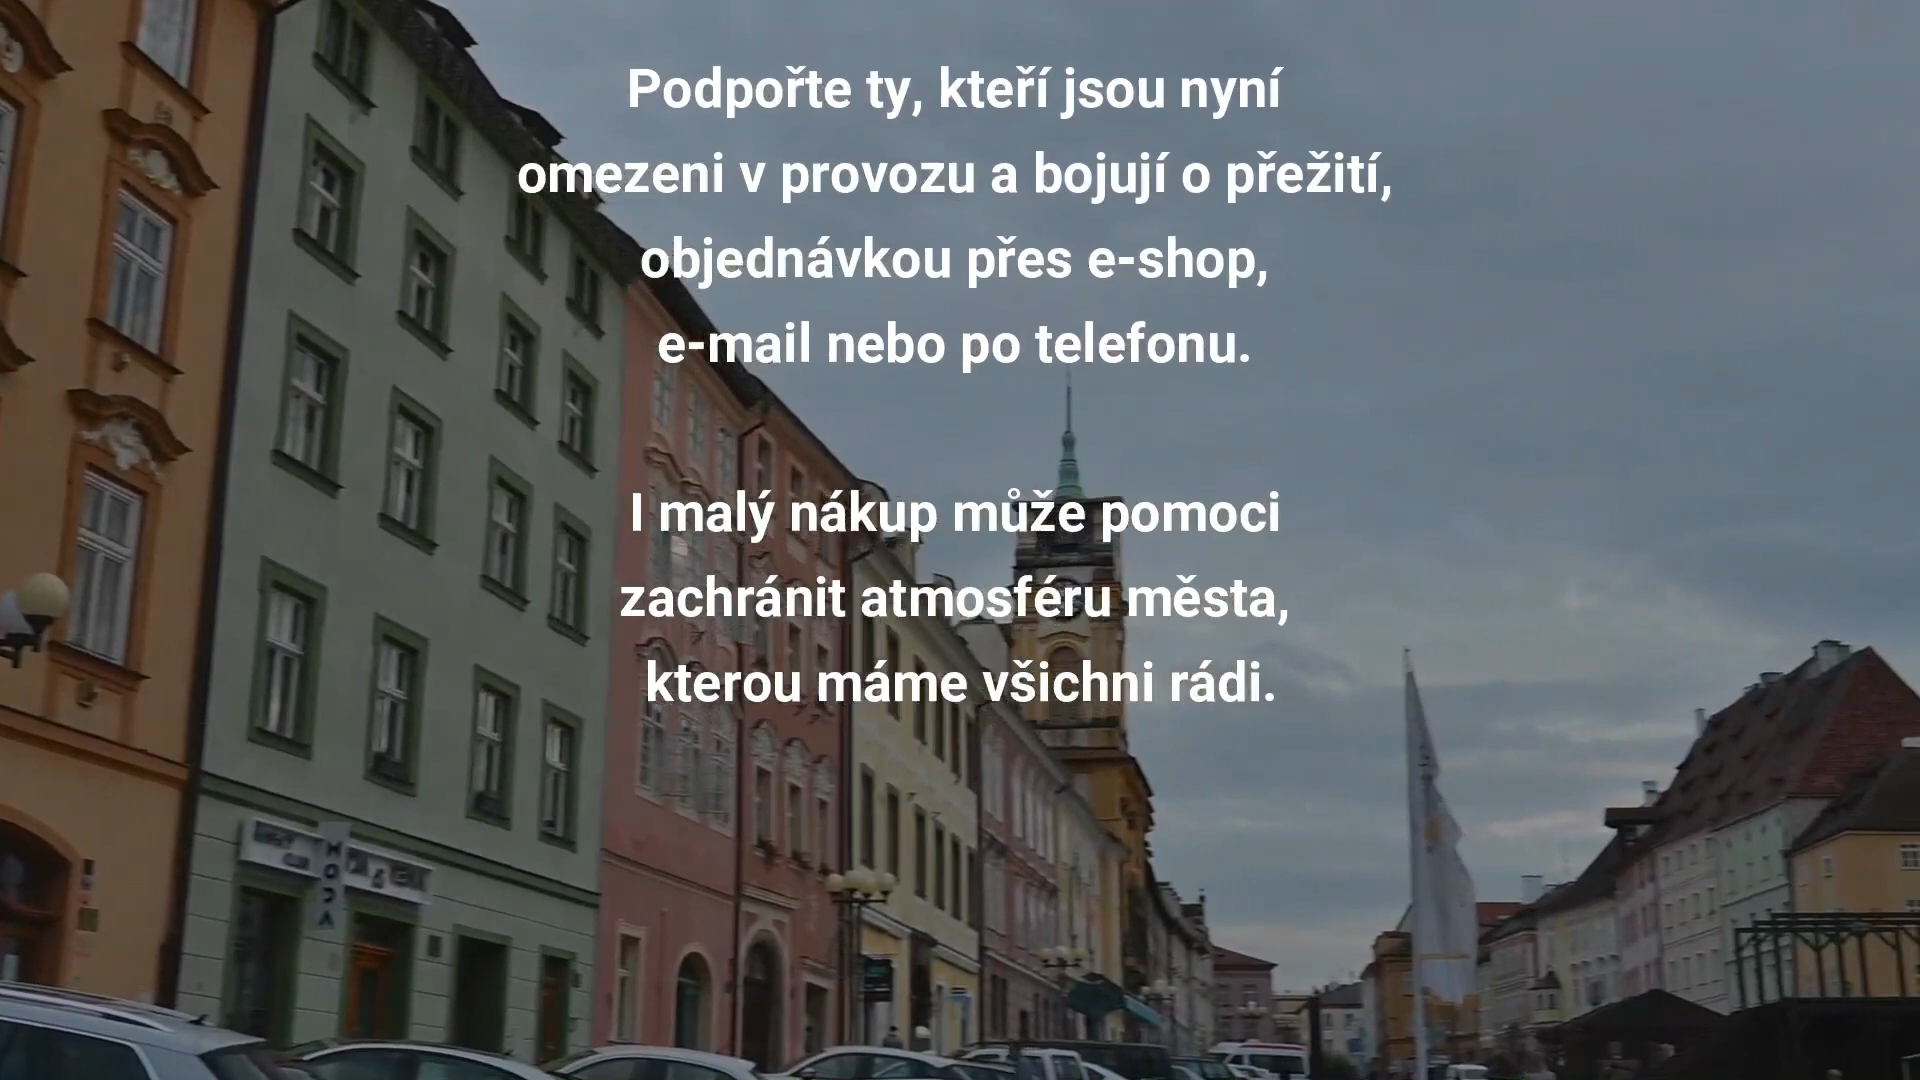 Podpořte ty, kteří jsou nyní
omezeni v provozu a bojují o přežití,
objednávkou přes e-shop,
e-mail nebo po telefonu.
I malý nákup může pomoci
zachránit atmosféru města,
kterou máme všichni rádi.
MODA